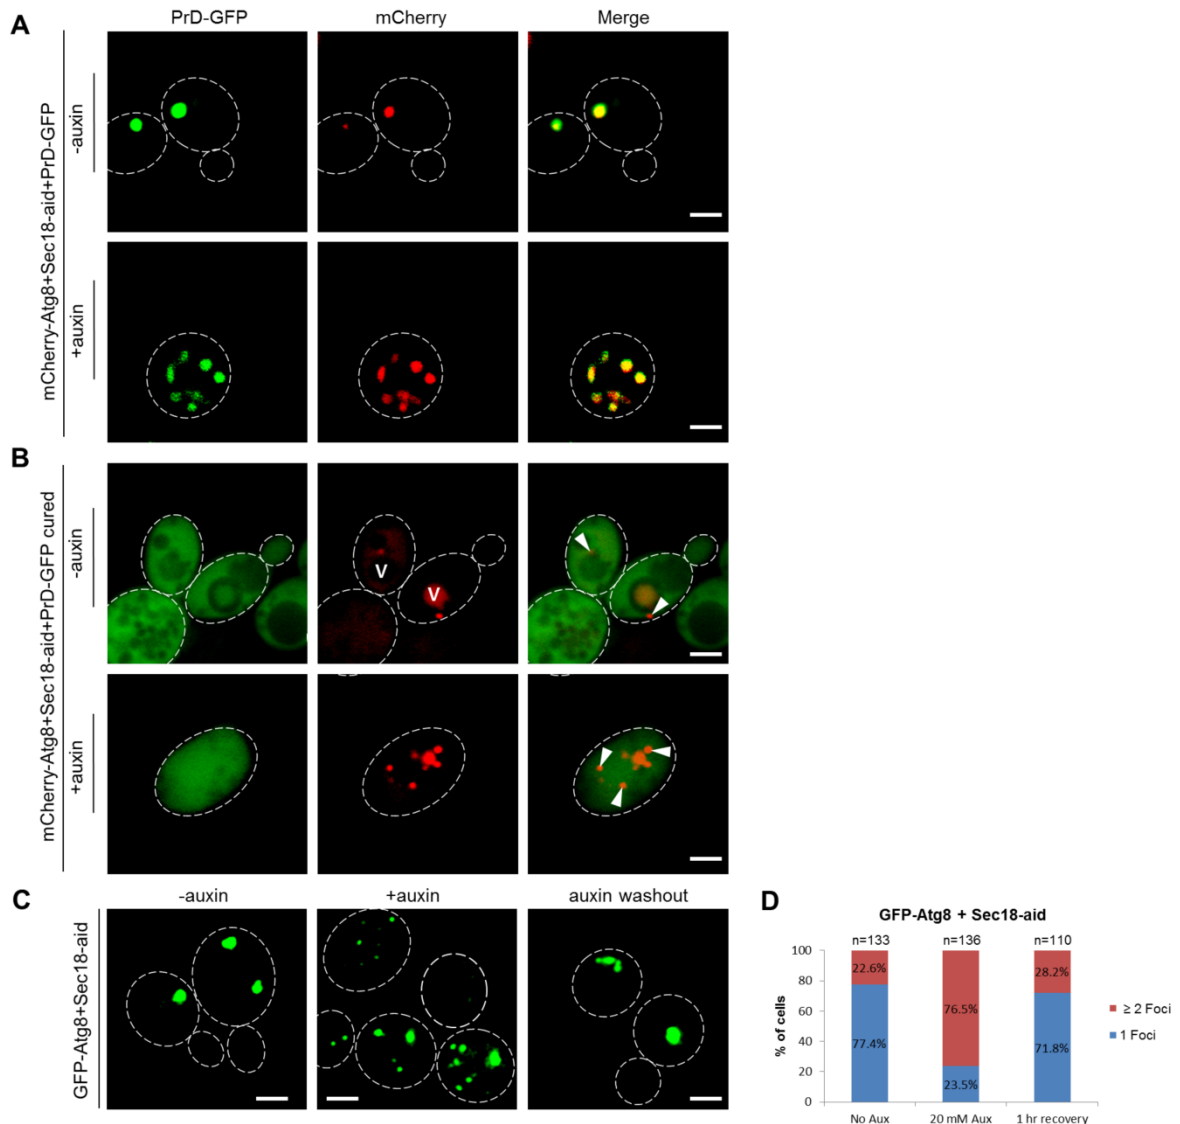 A
PrD-GFP
mCherry
Merge
mCherry-Atg8+Sec18-aid+PrD-GFP
-auxin
+auxin
B
mCherry-Atg8+Sec18-aid+PrD-GFP cured
-auxin
V
V
+auxin
C
-auxin
+auxin
auxin washout
GFP-Atg8+Sec18-aid
D
GFP-Atg8 + Sec18-aid
n=133
n=136
n=110
% of cells
100
80
60
40
20
0
22.6%
76.5%
28.2%
77.4%
23.5%
71.8%
≥ 2 Foci
1 Foci
No Aux
20 mM Aux
1 hr recovery